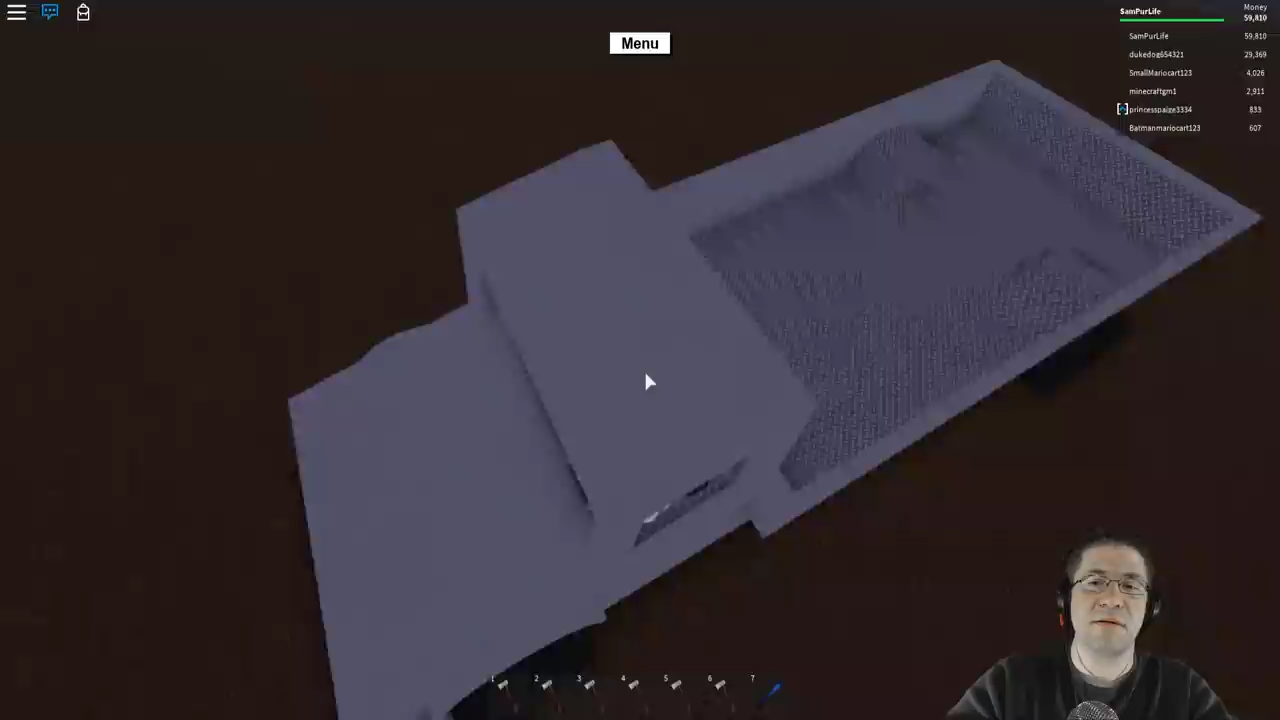 Menu
SamPurLife
Money
59,810
SamPurLife 59,810
dukedog654321 29,369
SmallMariocart123 4,026
minecraftgm1 2,911
princesspaige3334 833
Batmanmariocart123 607
1 2 3 4 5 6 7